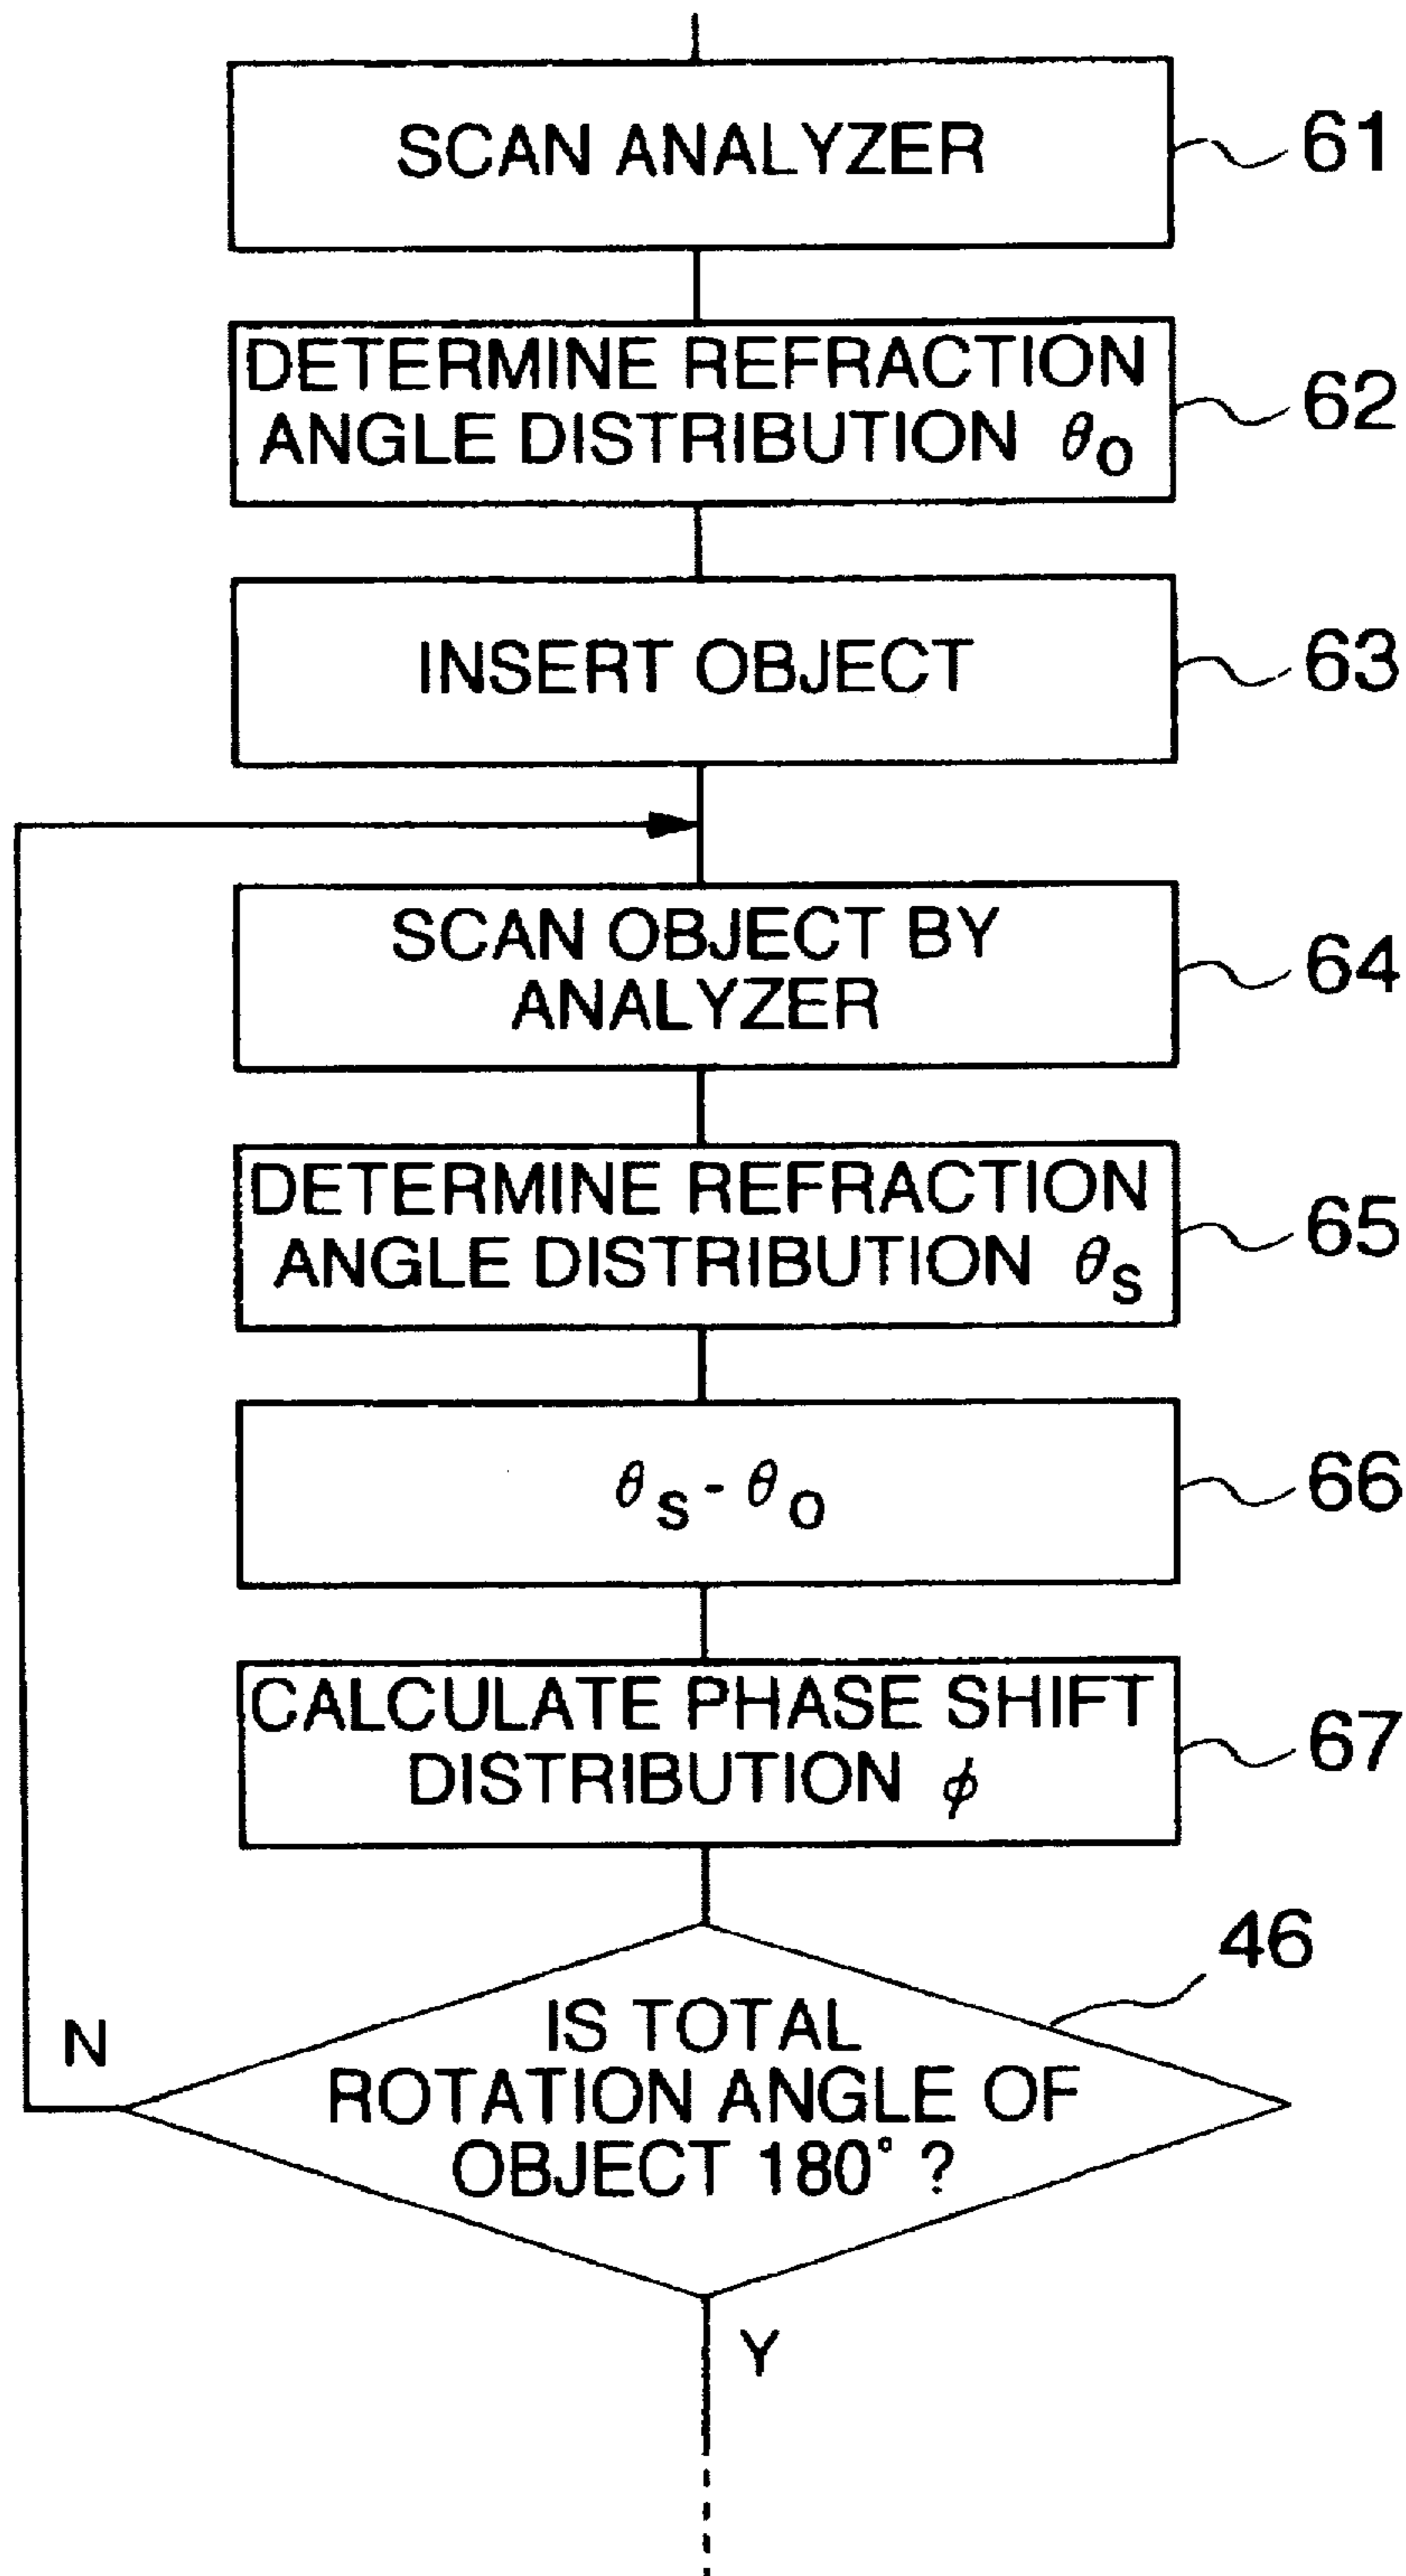 SCAN ANALYZER
61
DETERMINE REFRACTION
ANGLE DISTRIBUTION θo
62
INSERT OBJECT
63
SCAN OBJECT BY
ANALYZER
64
DETERMINE REFRACTION
ANGLE DISTRIBUTION θs
65
θs - θo
66
CALCULATE PHASE SHIFT
DISTRIBUTION ϕ
67
46
N
IS TOTAL
ROTATION ANGLE OF
OBJECT 180° ?
Y